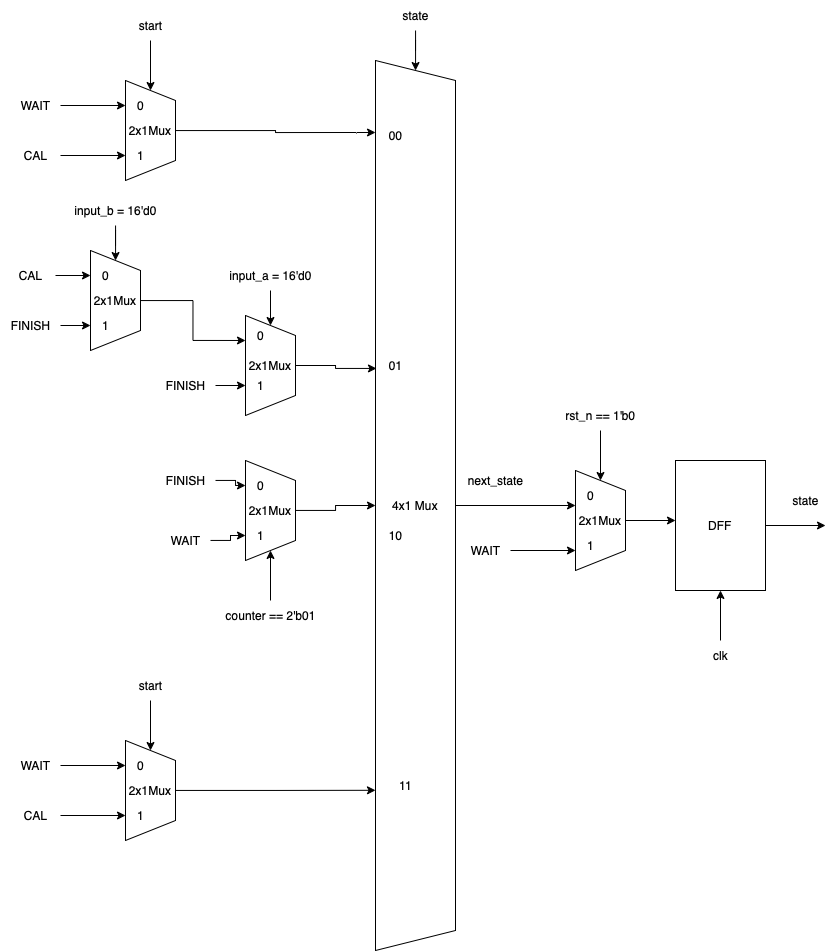 start
state
WAIT
0
2x1Mux
00
CAL
1
input_b = 16'd0
CAL
0
input_a = 16'd0
2x1Mux
FINISH
1
0
2x1Mux
01
FINISH
1
rst_n == 1'b0
FINISH
0
next_state
0
state
4x1 Mux
2x1Mux
2x1Mux
DFF
WAIT
1
10
WAIT
1
counter == 2'b01
clk
start
WAIT
0
11
2x1Mux
CAL
1